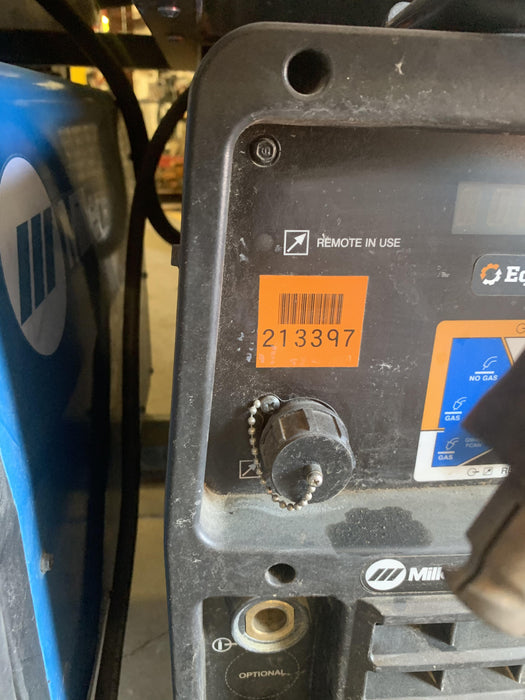 REMOTE IN USE
213397
NO GAS
GAS
GAS
OPTIONAL